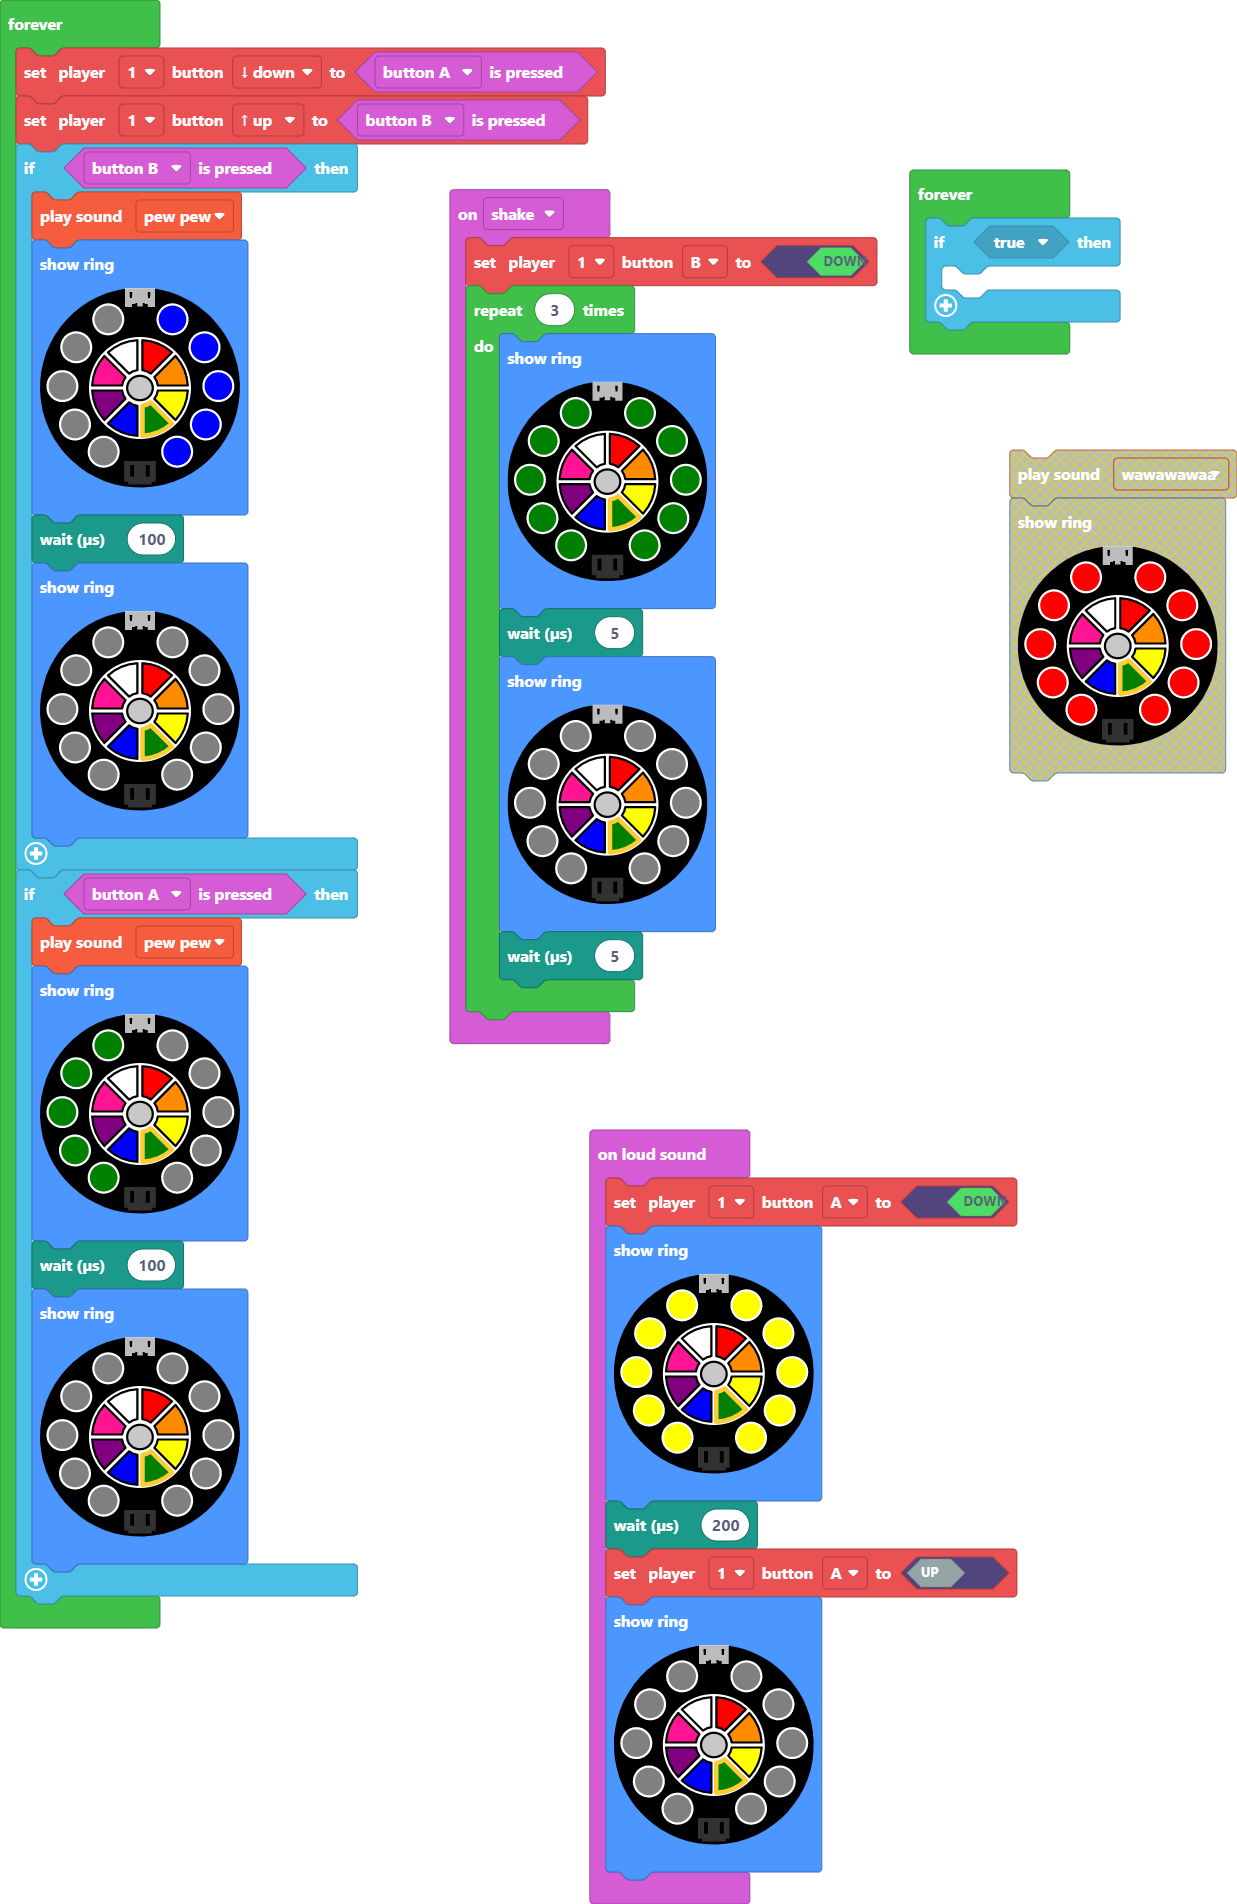 forever
set player 1 button ↓ down to button A is pressed
set player 1 button ↑ up to button B is pressed
if button B is pressed then
play sound pew pew
show ring
wait (µs) 100
show ring
if button A is pressed then
play sound pew pew
show ring
wait (µs) 100
show ring
on shake
set player 1 button B to DOWN
repeat 3 times
do
show ring
wait (µs) 5
show ring
wait (µs) 5
forever
if true then
play sound wawawawaa
show ring
on loud sound
set player 1 button A to DOWN
show ring
wait (µs) 200
set player 1 button A to UP
show ring